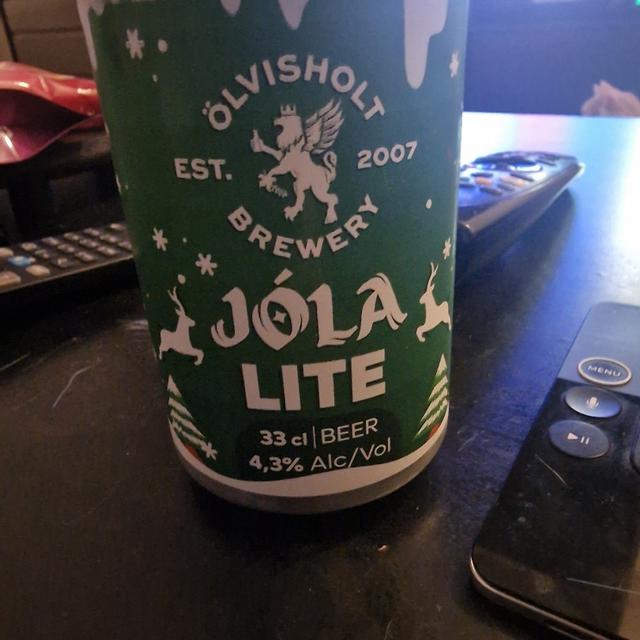 ÖLVISHOLT
EST. 2007
BREWERY
JÓLA
LITE
33 cl | BEER
4,3% Alc/Vol
MENU